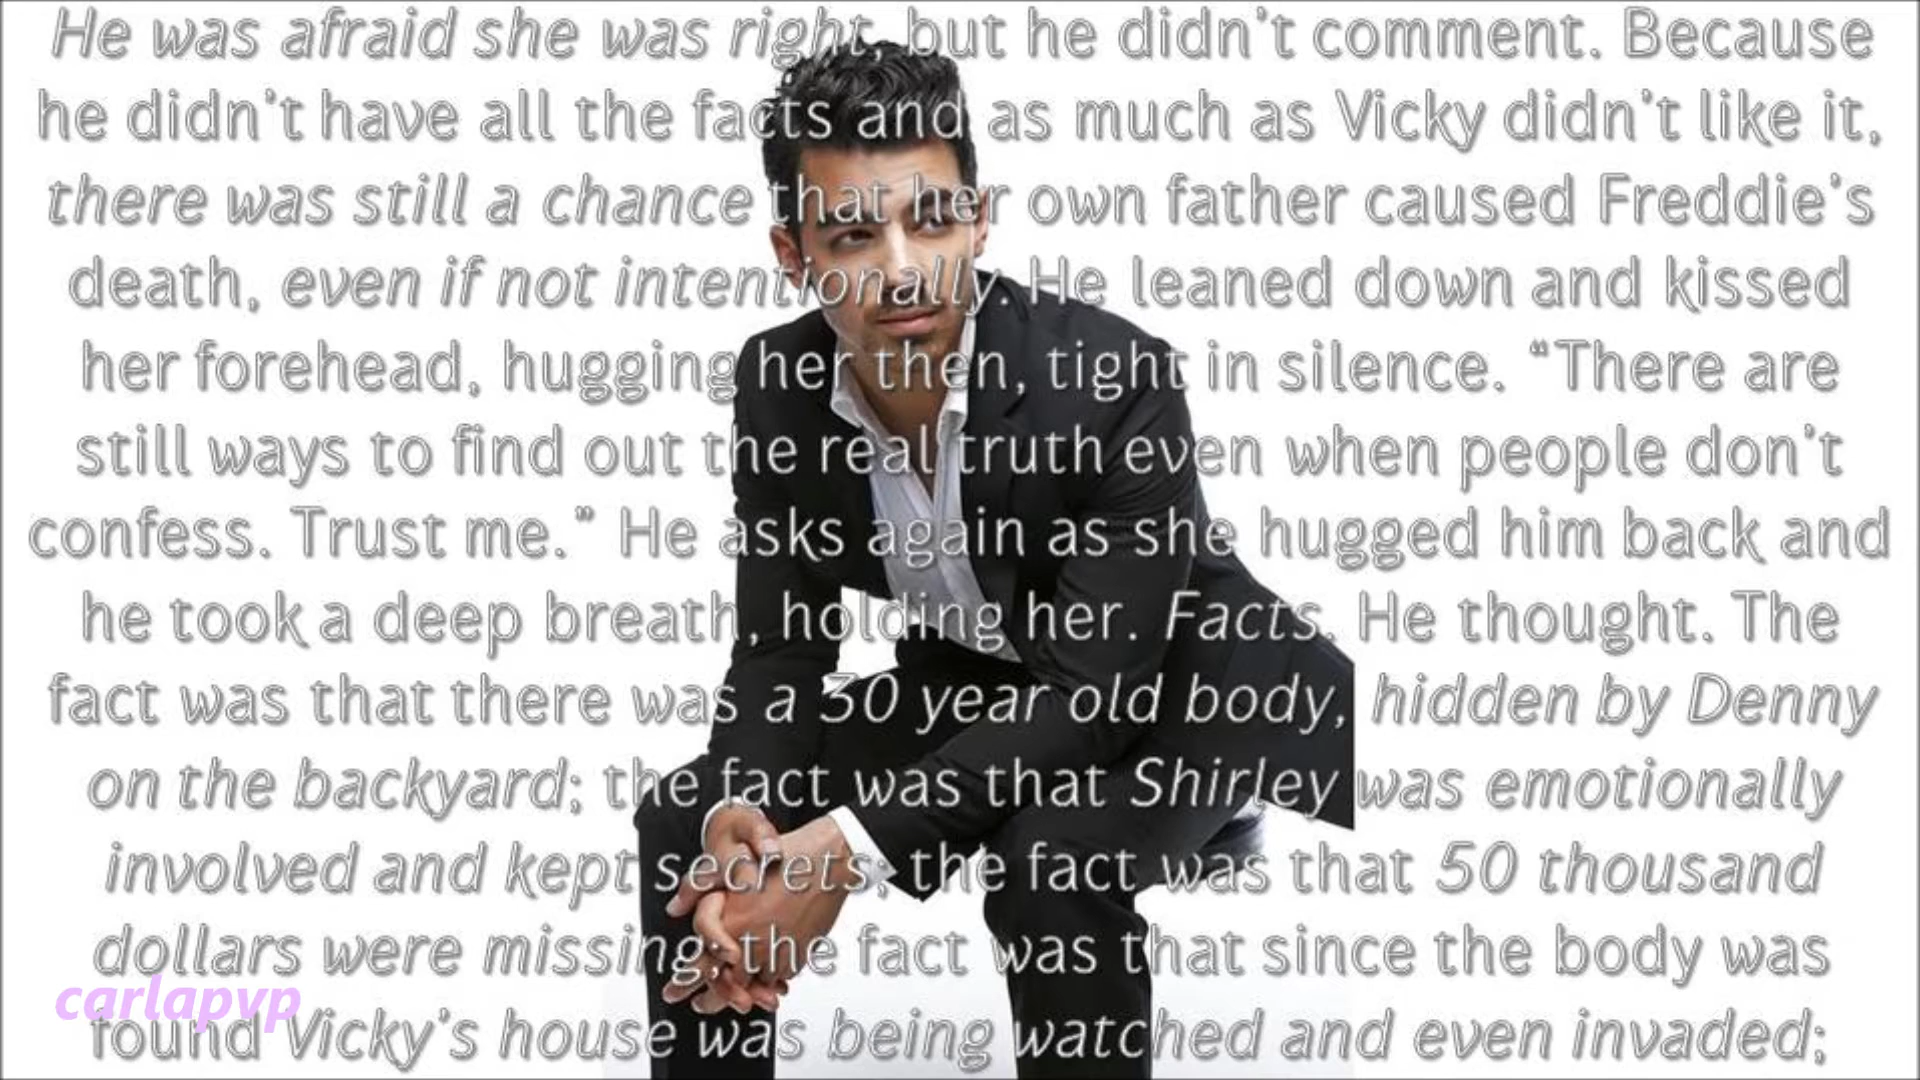 He was afraid she was right, but he didn’t comment. Because
he didn’t have all the facts and as much as Vicky didn’t like it,
there was still a chance that her own father caused Freddie’s
death, even if not intentionally. He leaned down and kissed
her forehead, hugging her then, tight in silence. “There are
still ways to find out the real truth even when people don’t
confess. Trust me.” He asks again as she hugged him back and
he took a deep breath, holding her. Facts. He thought. The
fact was that there was a 30 year old body, hidden by Denny
on the backyard; the fact was that Shirley was emotionally
involved and kept secrets; the fact was that 50 thousand
dollars were missing; the fact was that since the body was
carlapvp
found Vicky’s house was being watched and even invaded;